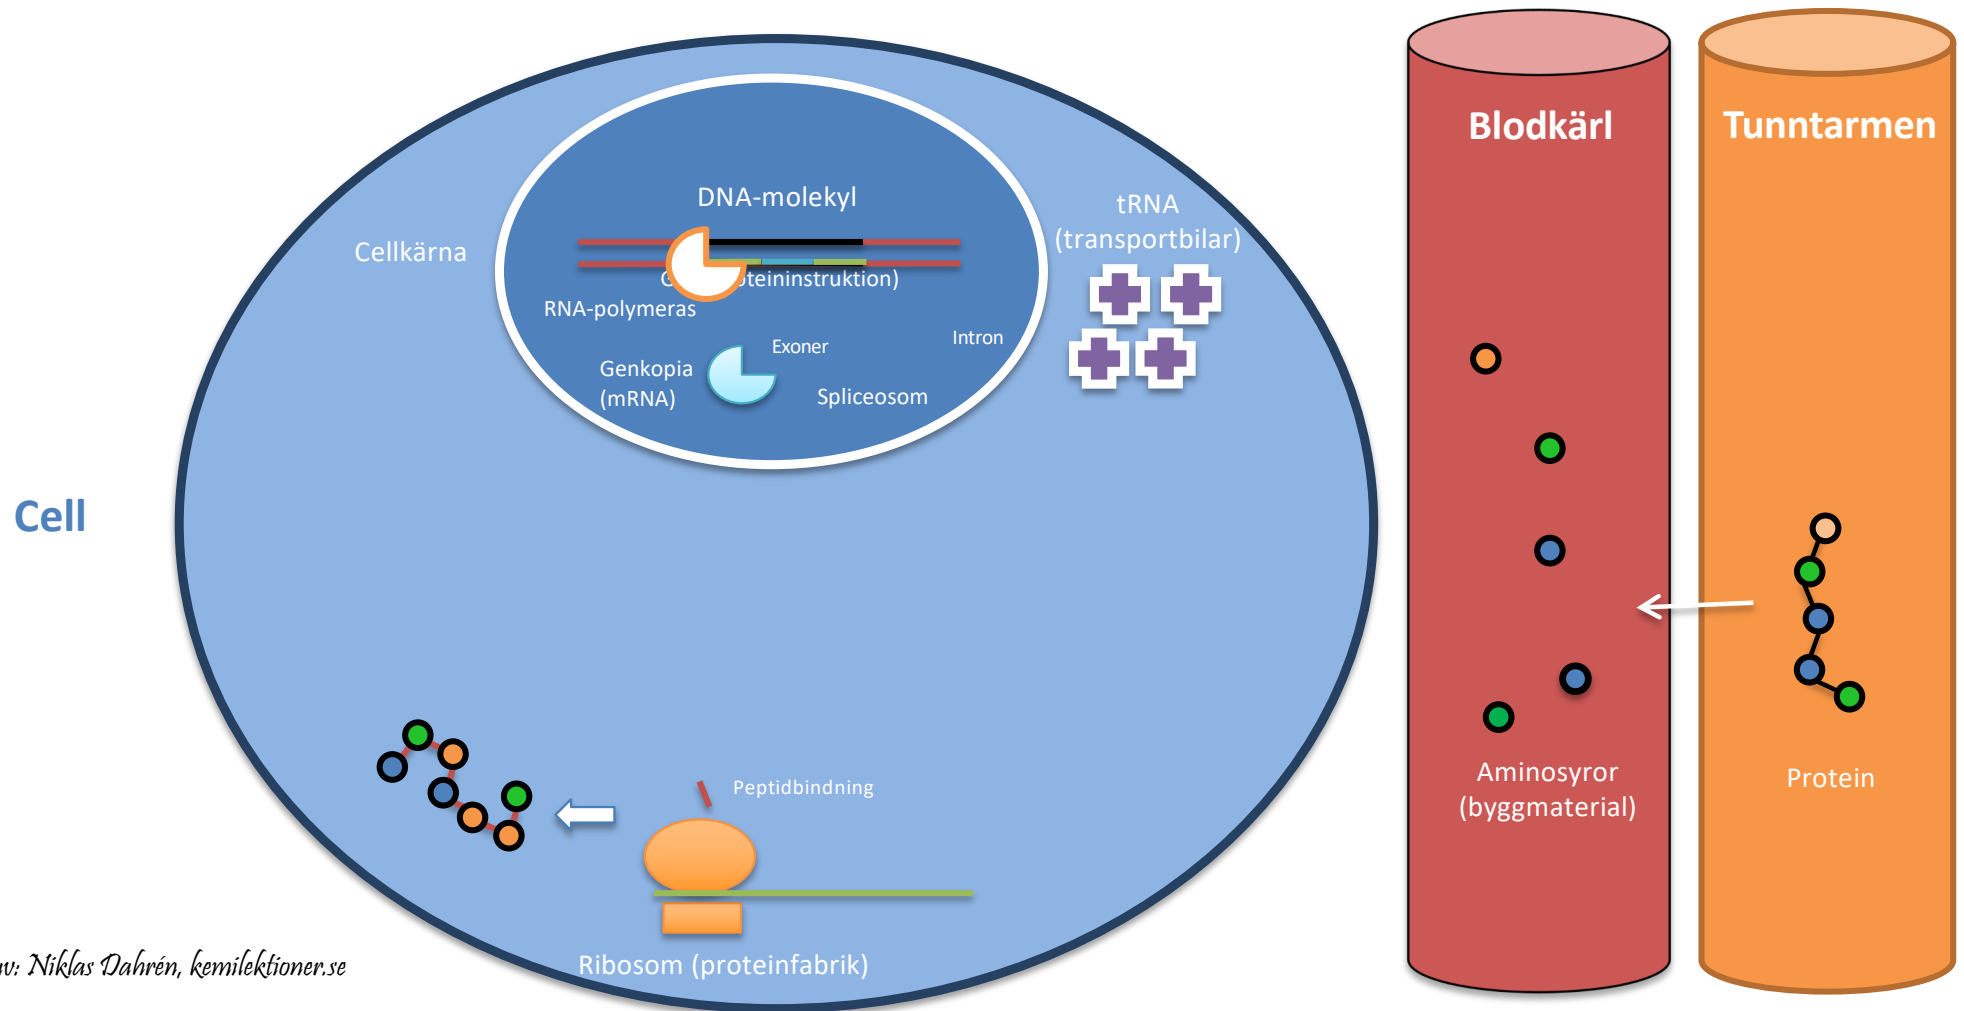 Blodkärl
Tunntarmen
DNA-molekyl
Cellkärna
tRNA
(transportbilar)
G
teininstruktion)
RNA-polymeras
Exoner
Intron
Genkopia
(mRNA)
Spliceosom
Cell
Aminosyror
(byggmaterial)
Protein
Peptidbindning
Ribosom (proteinfabrik)
Niklas Dahrén, kemilektioner.se